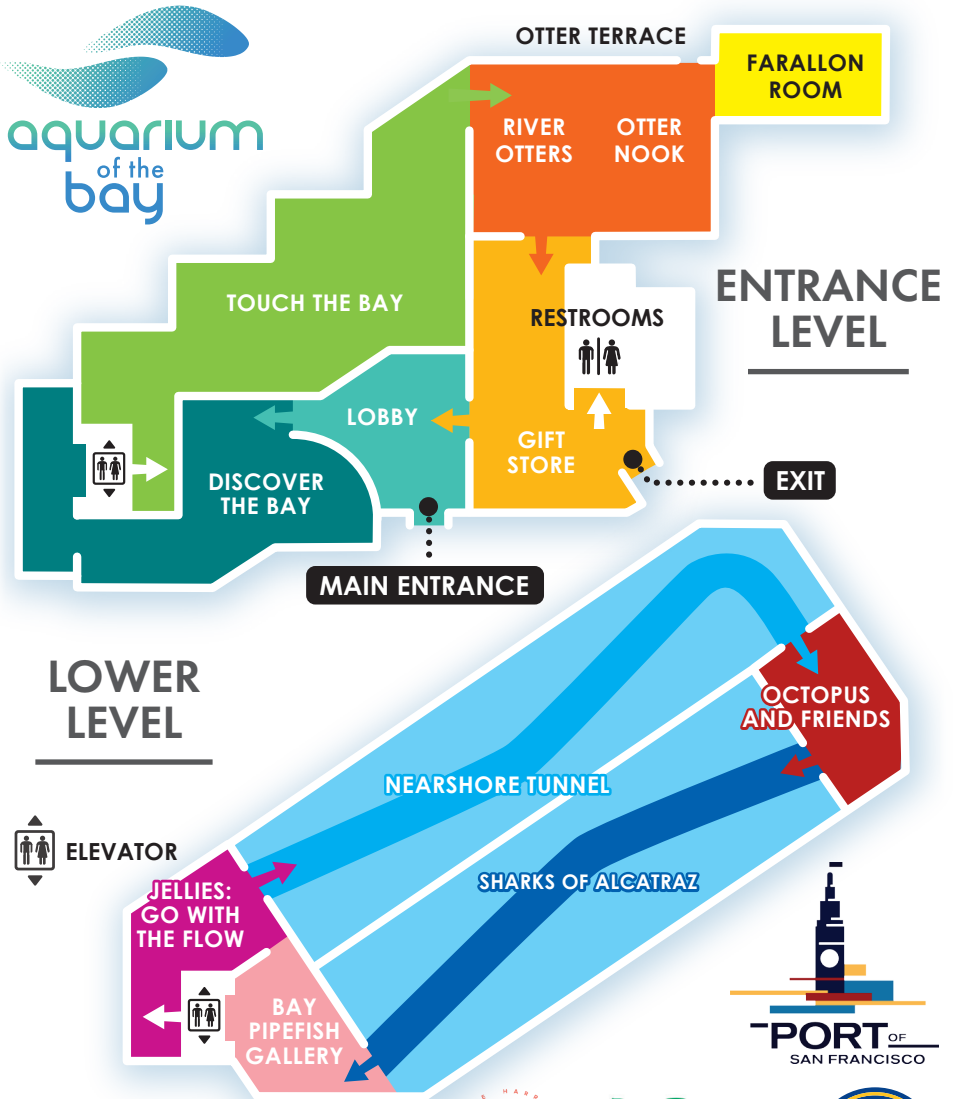 aquarium
of the
bay
OTTER TERRACE
FARALLON
ROOM
RIVER
OTTERS
OTTER
NOOK
TOUCH THE BAY
RESTROOMS
ENTRANCE
LEVEL
LOBBY
GIFT
STORE
DISCOVER
THE BAY
EXIT
MAIN ENTRANCE
LOWER
LEVEL
OCTOPUS
AND FRIENDS
NEARSHORE TUNNEL
ELEVATOR
SHARKS OF ALCATRAZ
JELLIES:
GO WITH
THE FLOW
BAY
PIPEFISH
GALLERY
PORT OF
SAN FRANCISCO